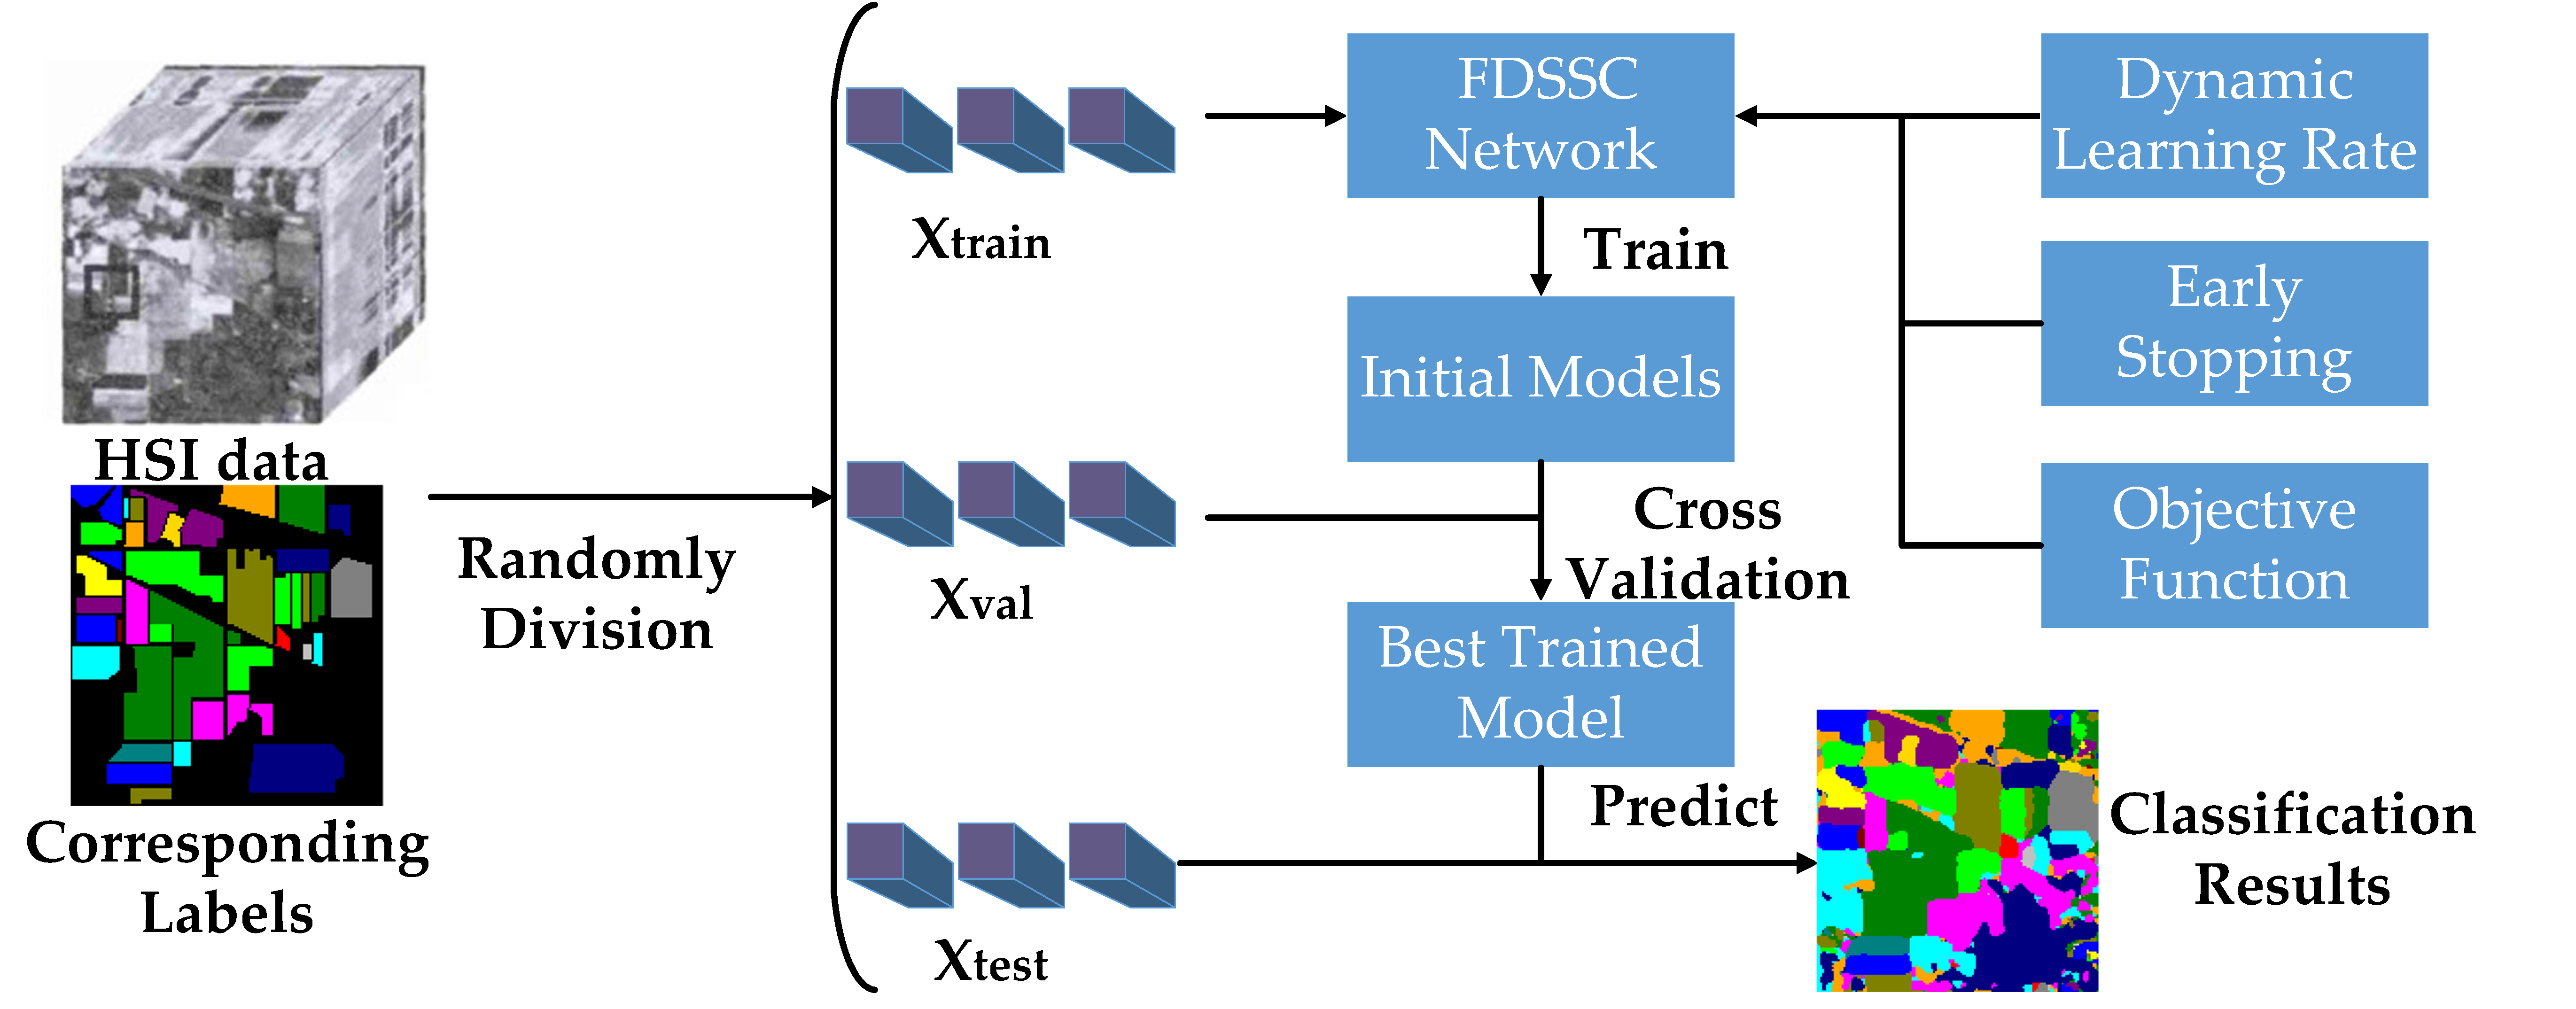 HSI data
Corresponding
Labels
Randomly
Division
Xtrain
Xval
Xtest
FDSSC
Network
Train
Initial Models
Cross
Validation
Best Trained
Model
Predict
Dynamic
Learning Rate
Early
Stopping
Objective
Function
Classification
Results